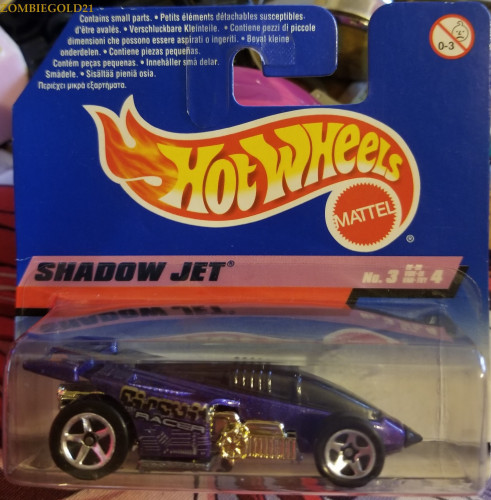 ZOMBIEGOLD21
Contains small parts. • Petits éléments détachables susceptibles
d'être avalés. • Verschluckbare Kleinteile. • Contiene pezzi di piccole
dimensioni che possono essere aspirati o ingeriti. • Bevat kleine
onderdelen. • Contiene piezas pequeñas.
Contém peças pequenas. • Innehåller små delar.
Smådele. • Sisältää pieniä osia.
Περιέχει μικρά εξαρτήματα.
0-3
HOT WHEELS
MATTEL
®
SHADOW JET®
No. 3 4
Circuit
RACER